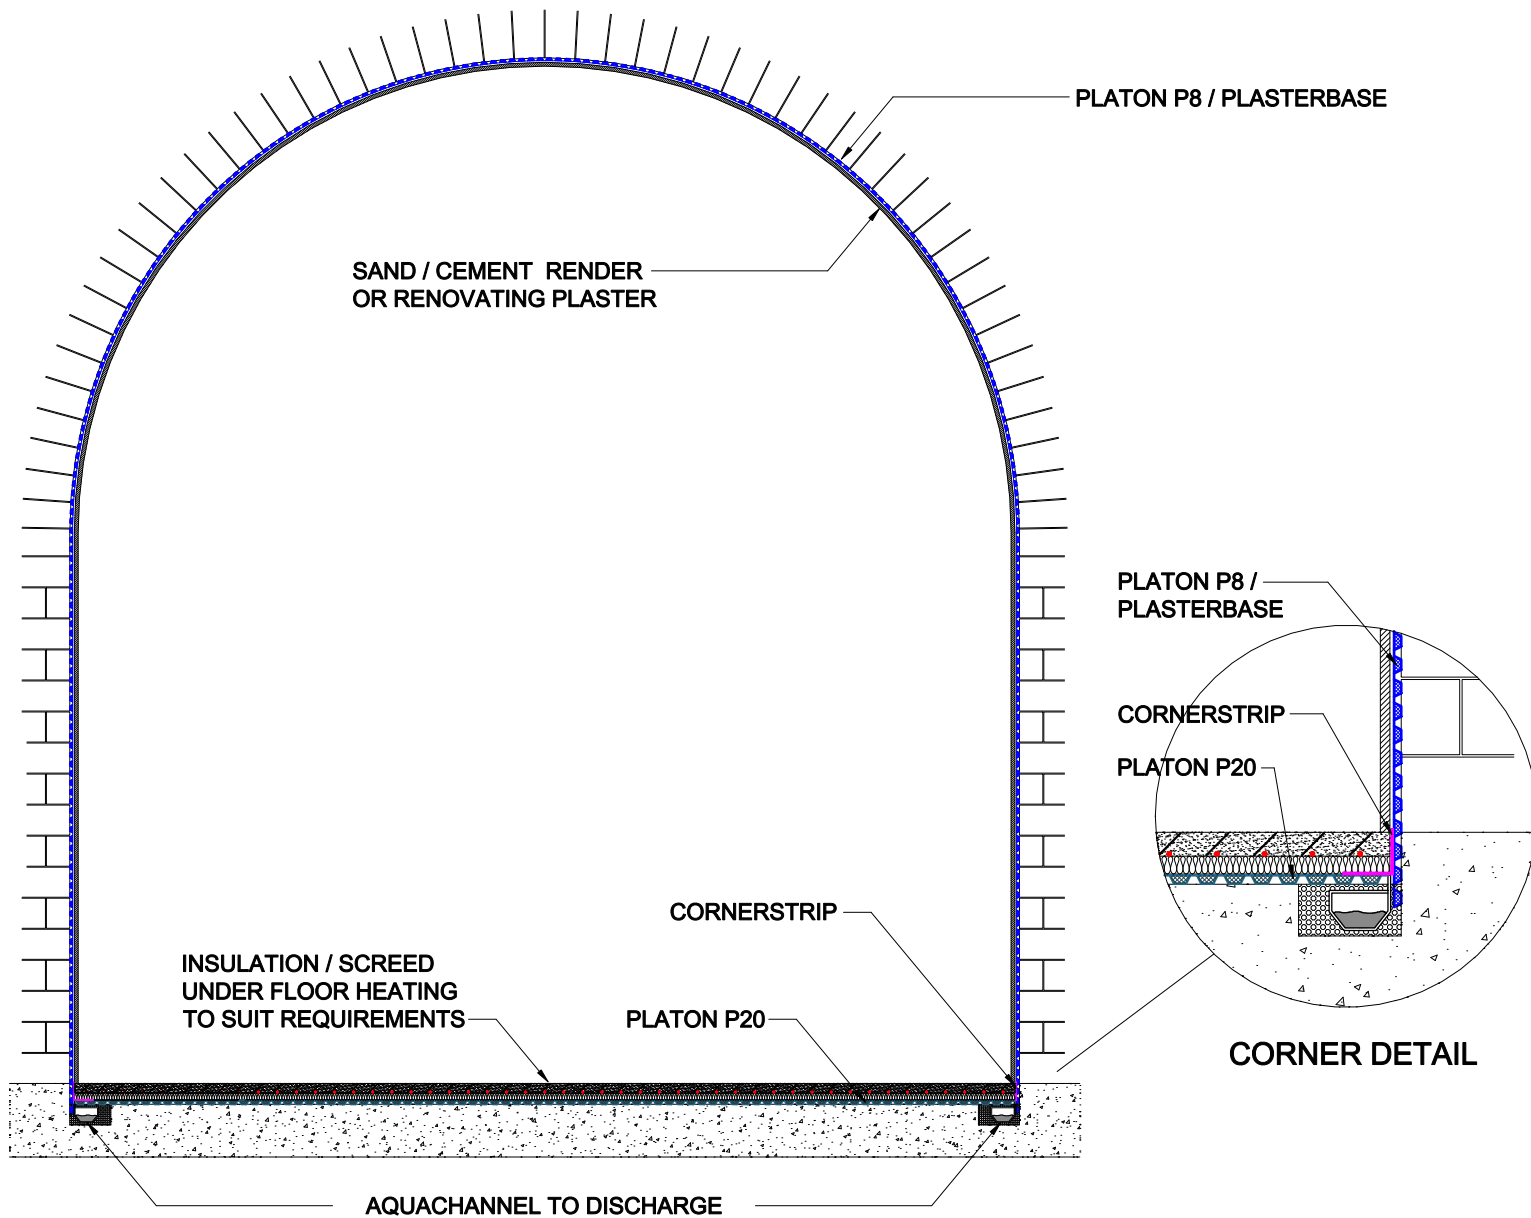 PLATON P8 / PLASTERBASE
SAND / CEMENT RENDER
OR RENOVATING PLASTER
PLATON P8 /
PLASTERBASE
CORNERSTRIP
PLATON P20
CORNERSTRIP
INSULATION / SCREED
UNDER FLOOR HEATING
TO SUIT REQUIREMENTS
PLATON P20
CORNER DETAIL
AQUACHANNEL TO DISCHARGE